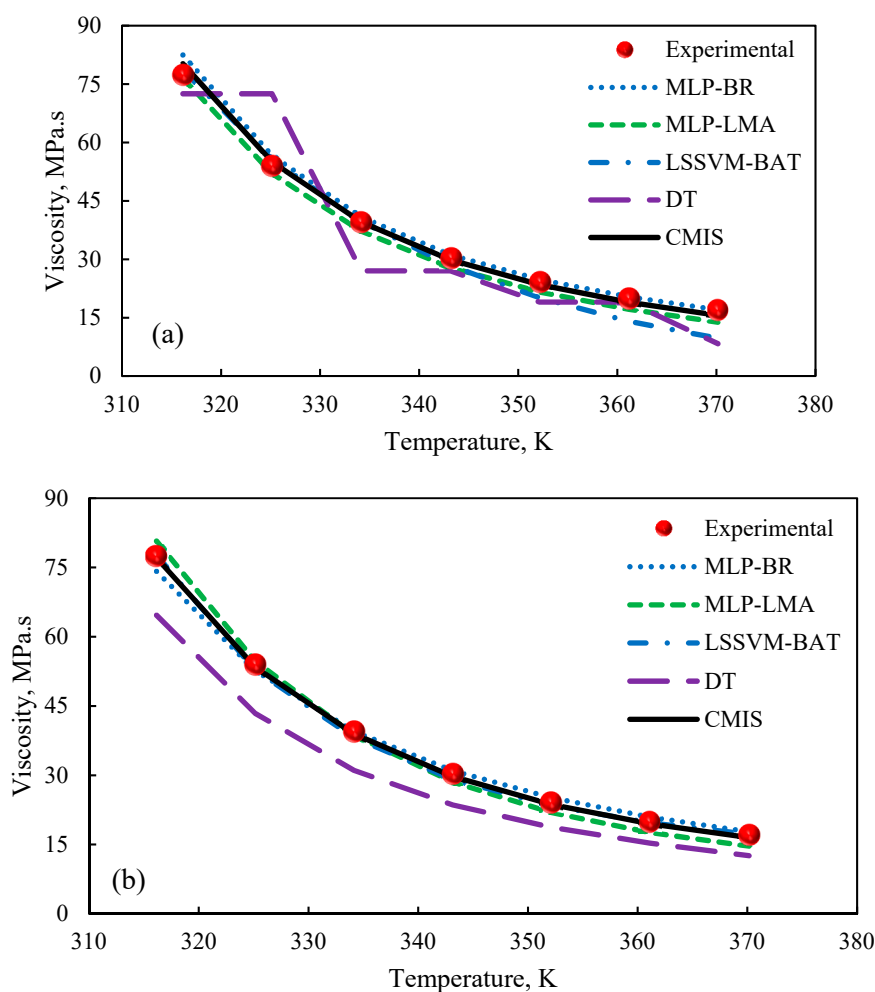 90
75
60
45
30
15
0
Viscosity, MPa.s
Experimental
MLP-BR
MLP-LMA
LSSVM-BAT
DT
CMIS
(a)
310 320 330 340 350 360 370 380
Temperature, K
90
75
60
45
30
15
0
Viscosity, MPa.s
Experimental
MLP-BR
MLP-LMA
LSSVM-BAT
DT
CMIS
(b)
310 320 330 340 350 360 370 380
Temperature, K